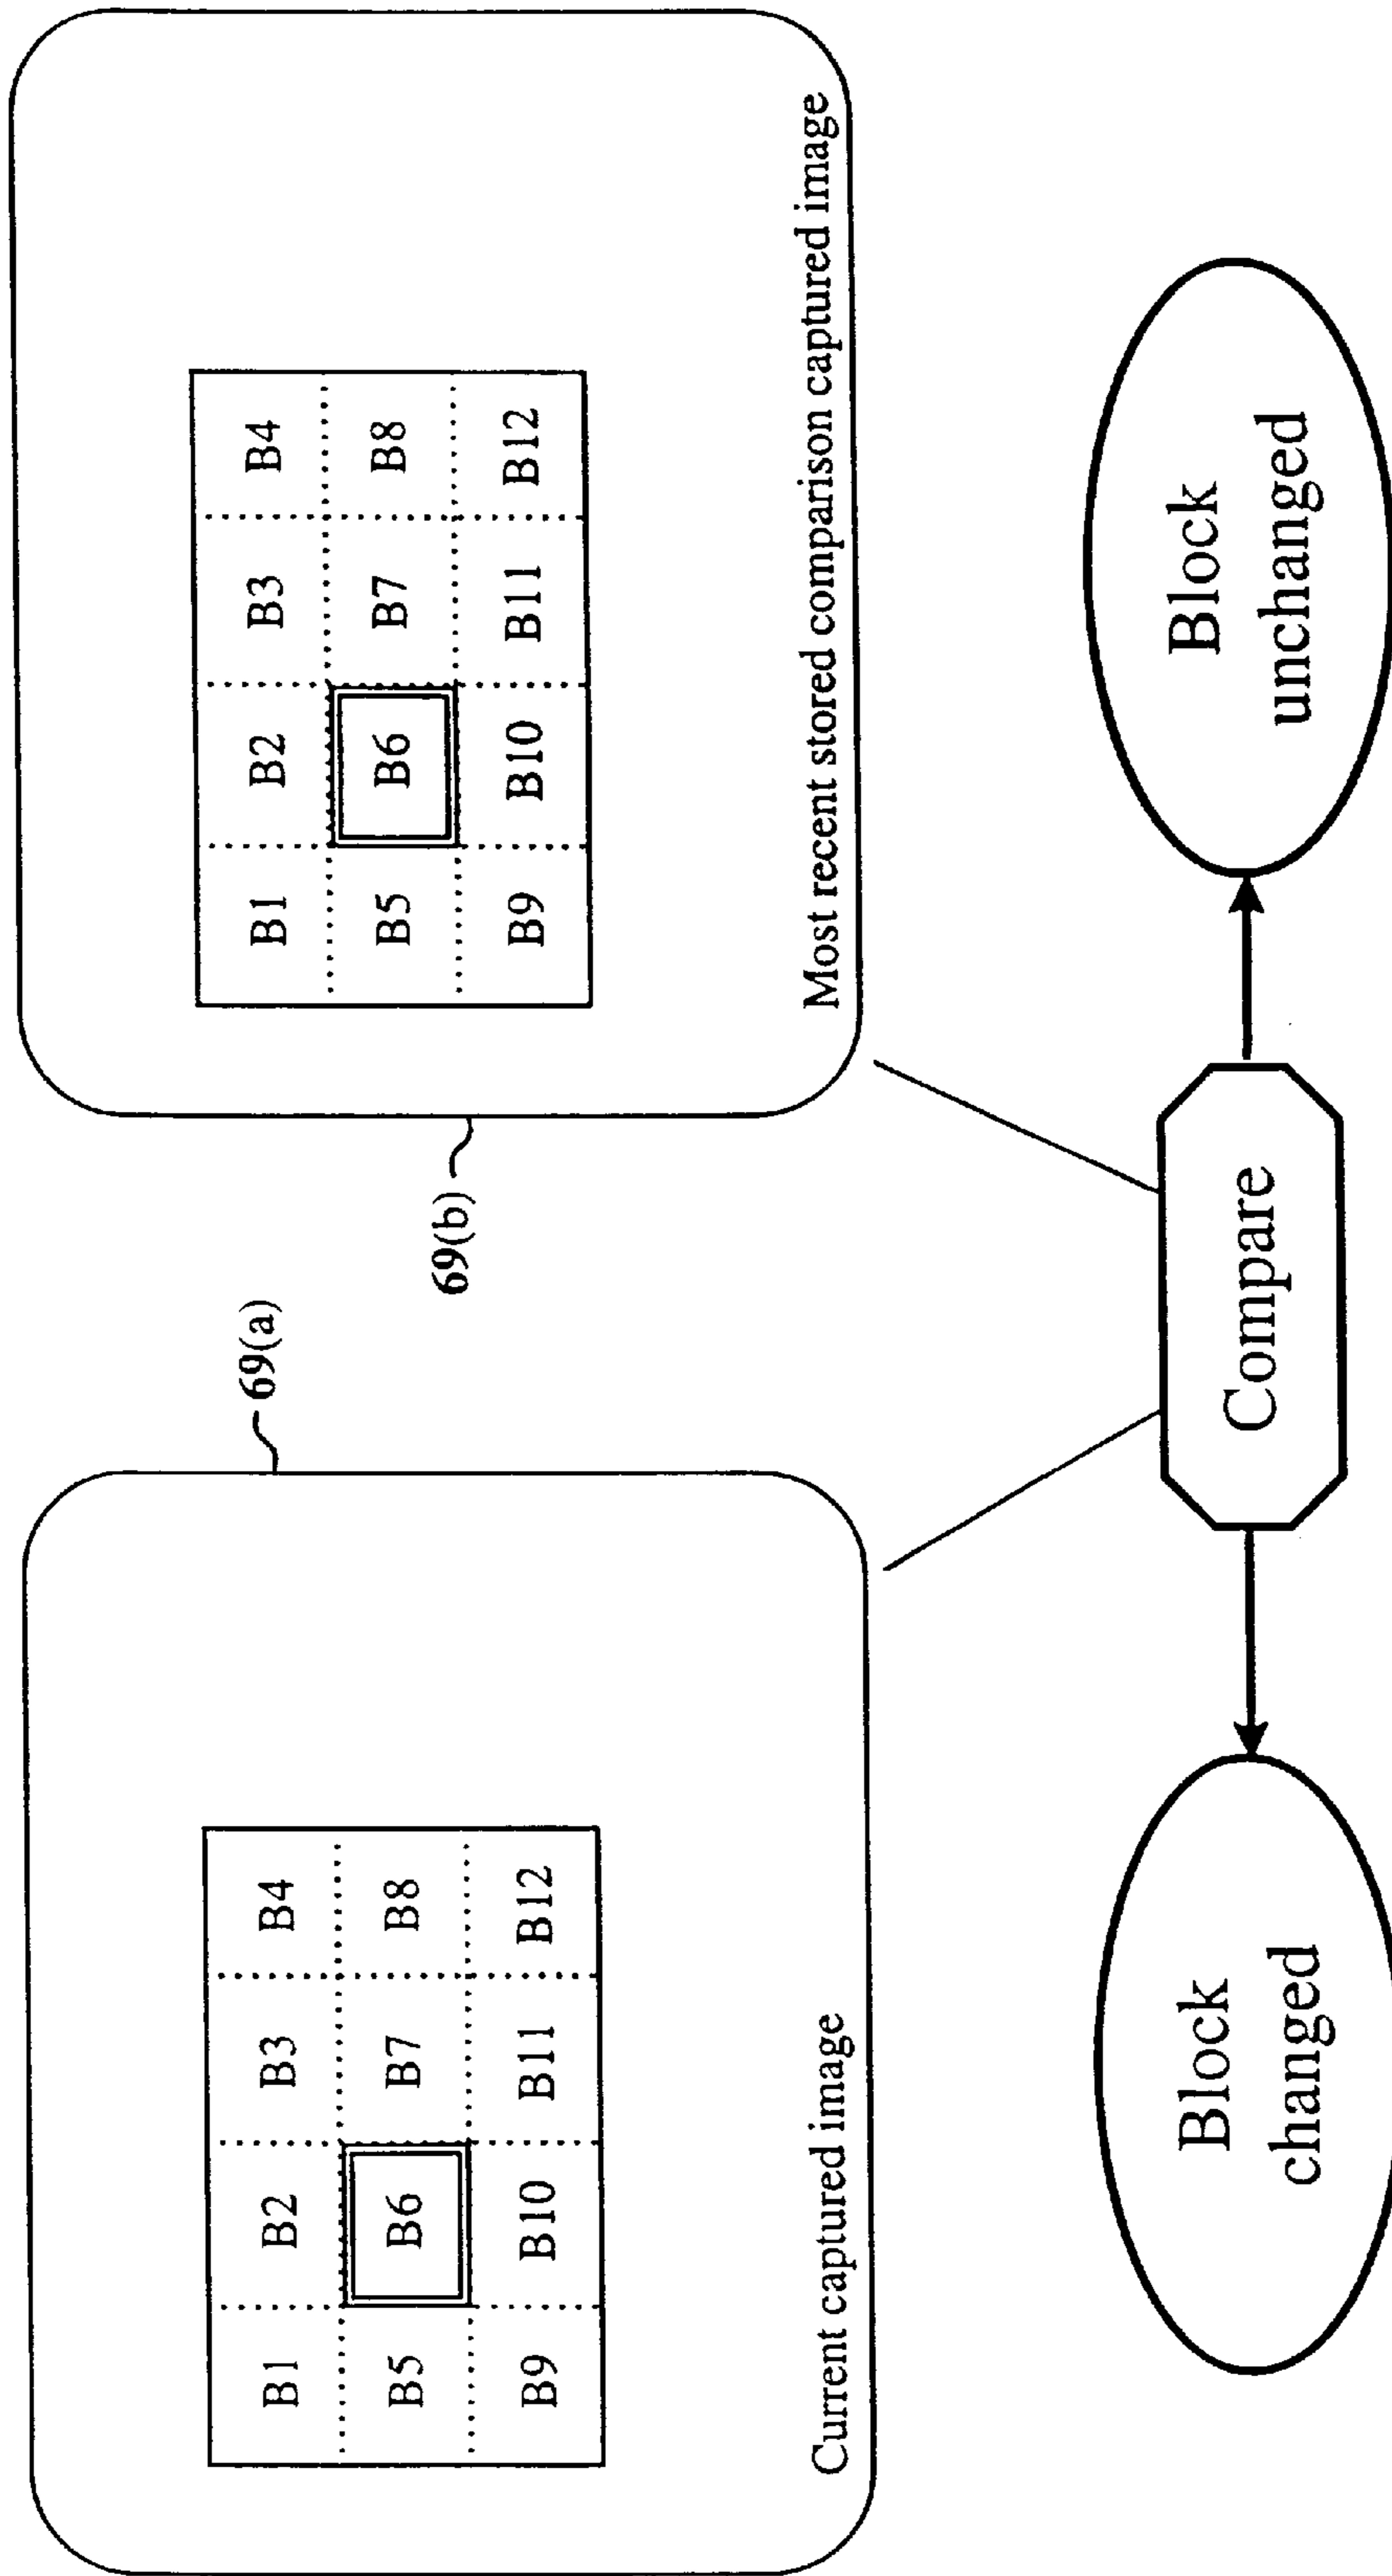 69(a)
B1 B2 B3 B4
B5 B6 B7 B8
B9 B10 B11 B12
Current captured image
69(b)
B1 B2 B3 B4
B5 B6 B7 B8
B9 B10 B11 B12
Most recent stored comparison captured image
Compare
Block
changed
Block
unchanged